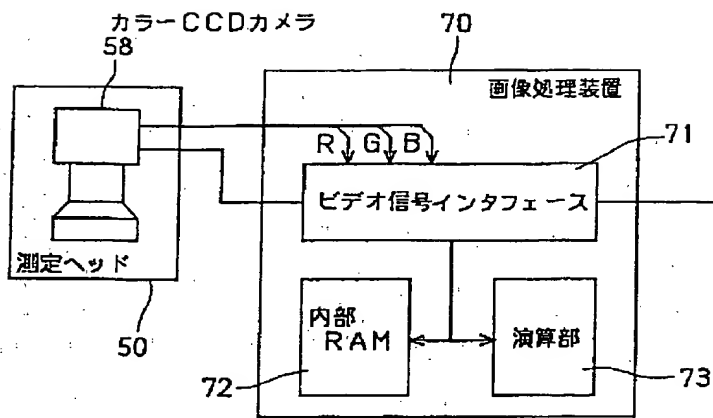 カラーCCDカメラ
58
70
画像処理装置
R G B
71
ビデオ信号インタフェース
測定ヘッド
50
内部
RAM
72
演算部
73